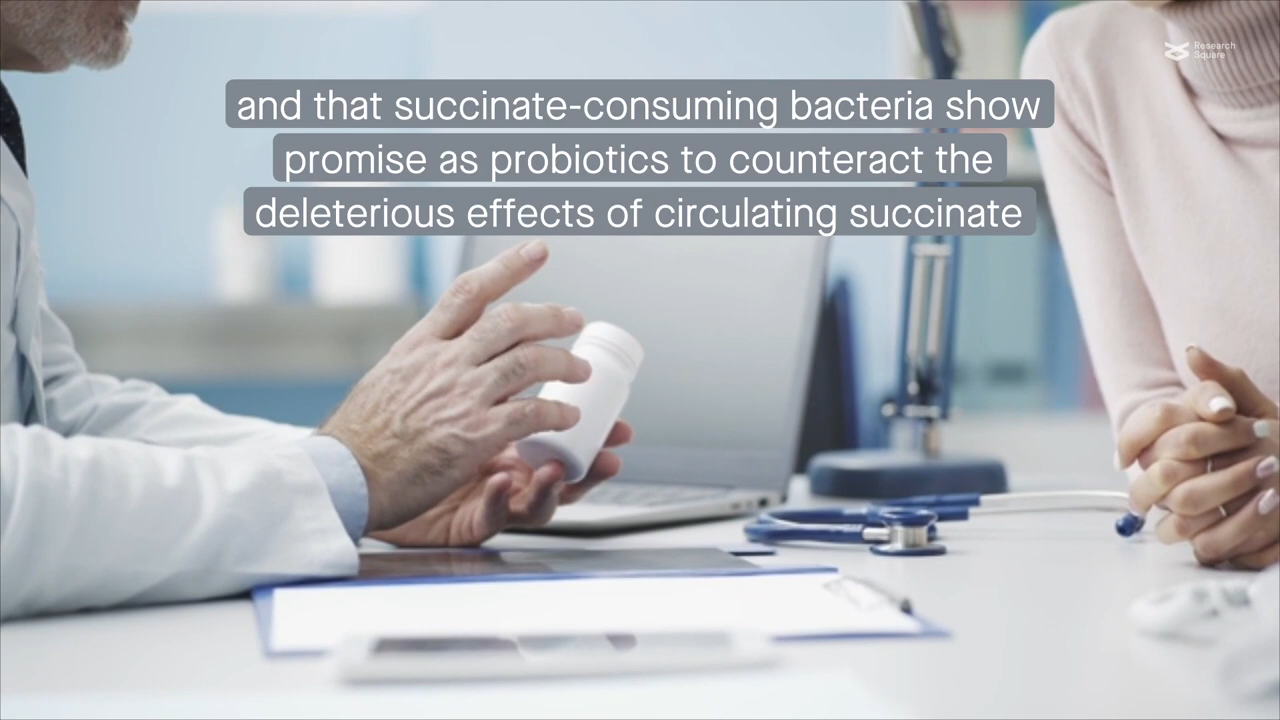 Research
Square
and that succinate-consuming bacteria show
promise as probiotics to counteract the
deleterious effects of circulating succinate